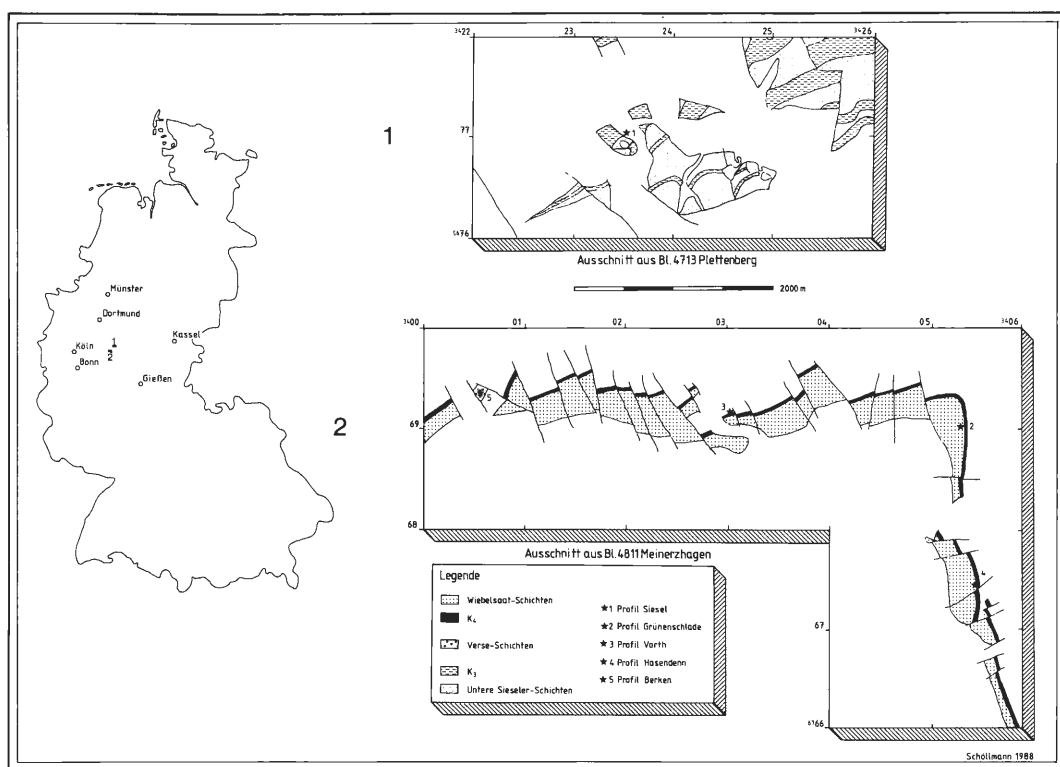 1
2
Münster
Dortmund
Köln
1
2
Bonn
Kassel
Gießen
3422
23
24
25
3426
77
1
5476
Ausschnitt aus Bl. 4713 Plettenberg
2000 m
3400
01
02
03
04
05
3406
5
3
2
69
68
4
67
Ausschnitt aus Bl. 4811 Meinerzhagen
Legende
Wiebelsaat-Schichten
K4
Verse-Schichten
K3
Untere Sieseler-Schichten
★1 Profil Siesel
★2 Profil Grünenschlade
★3 Profil Vorth
★4 Profil Hasendenn
★5 Profil Berken
Schöllmann 1988